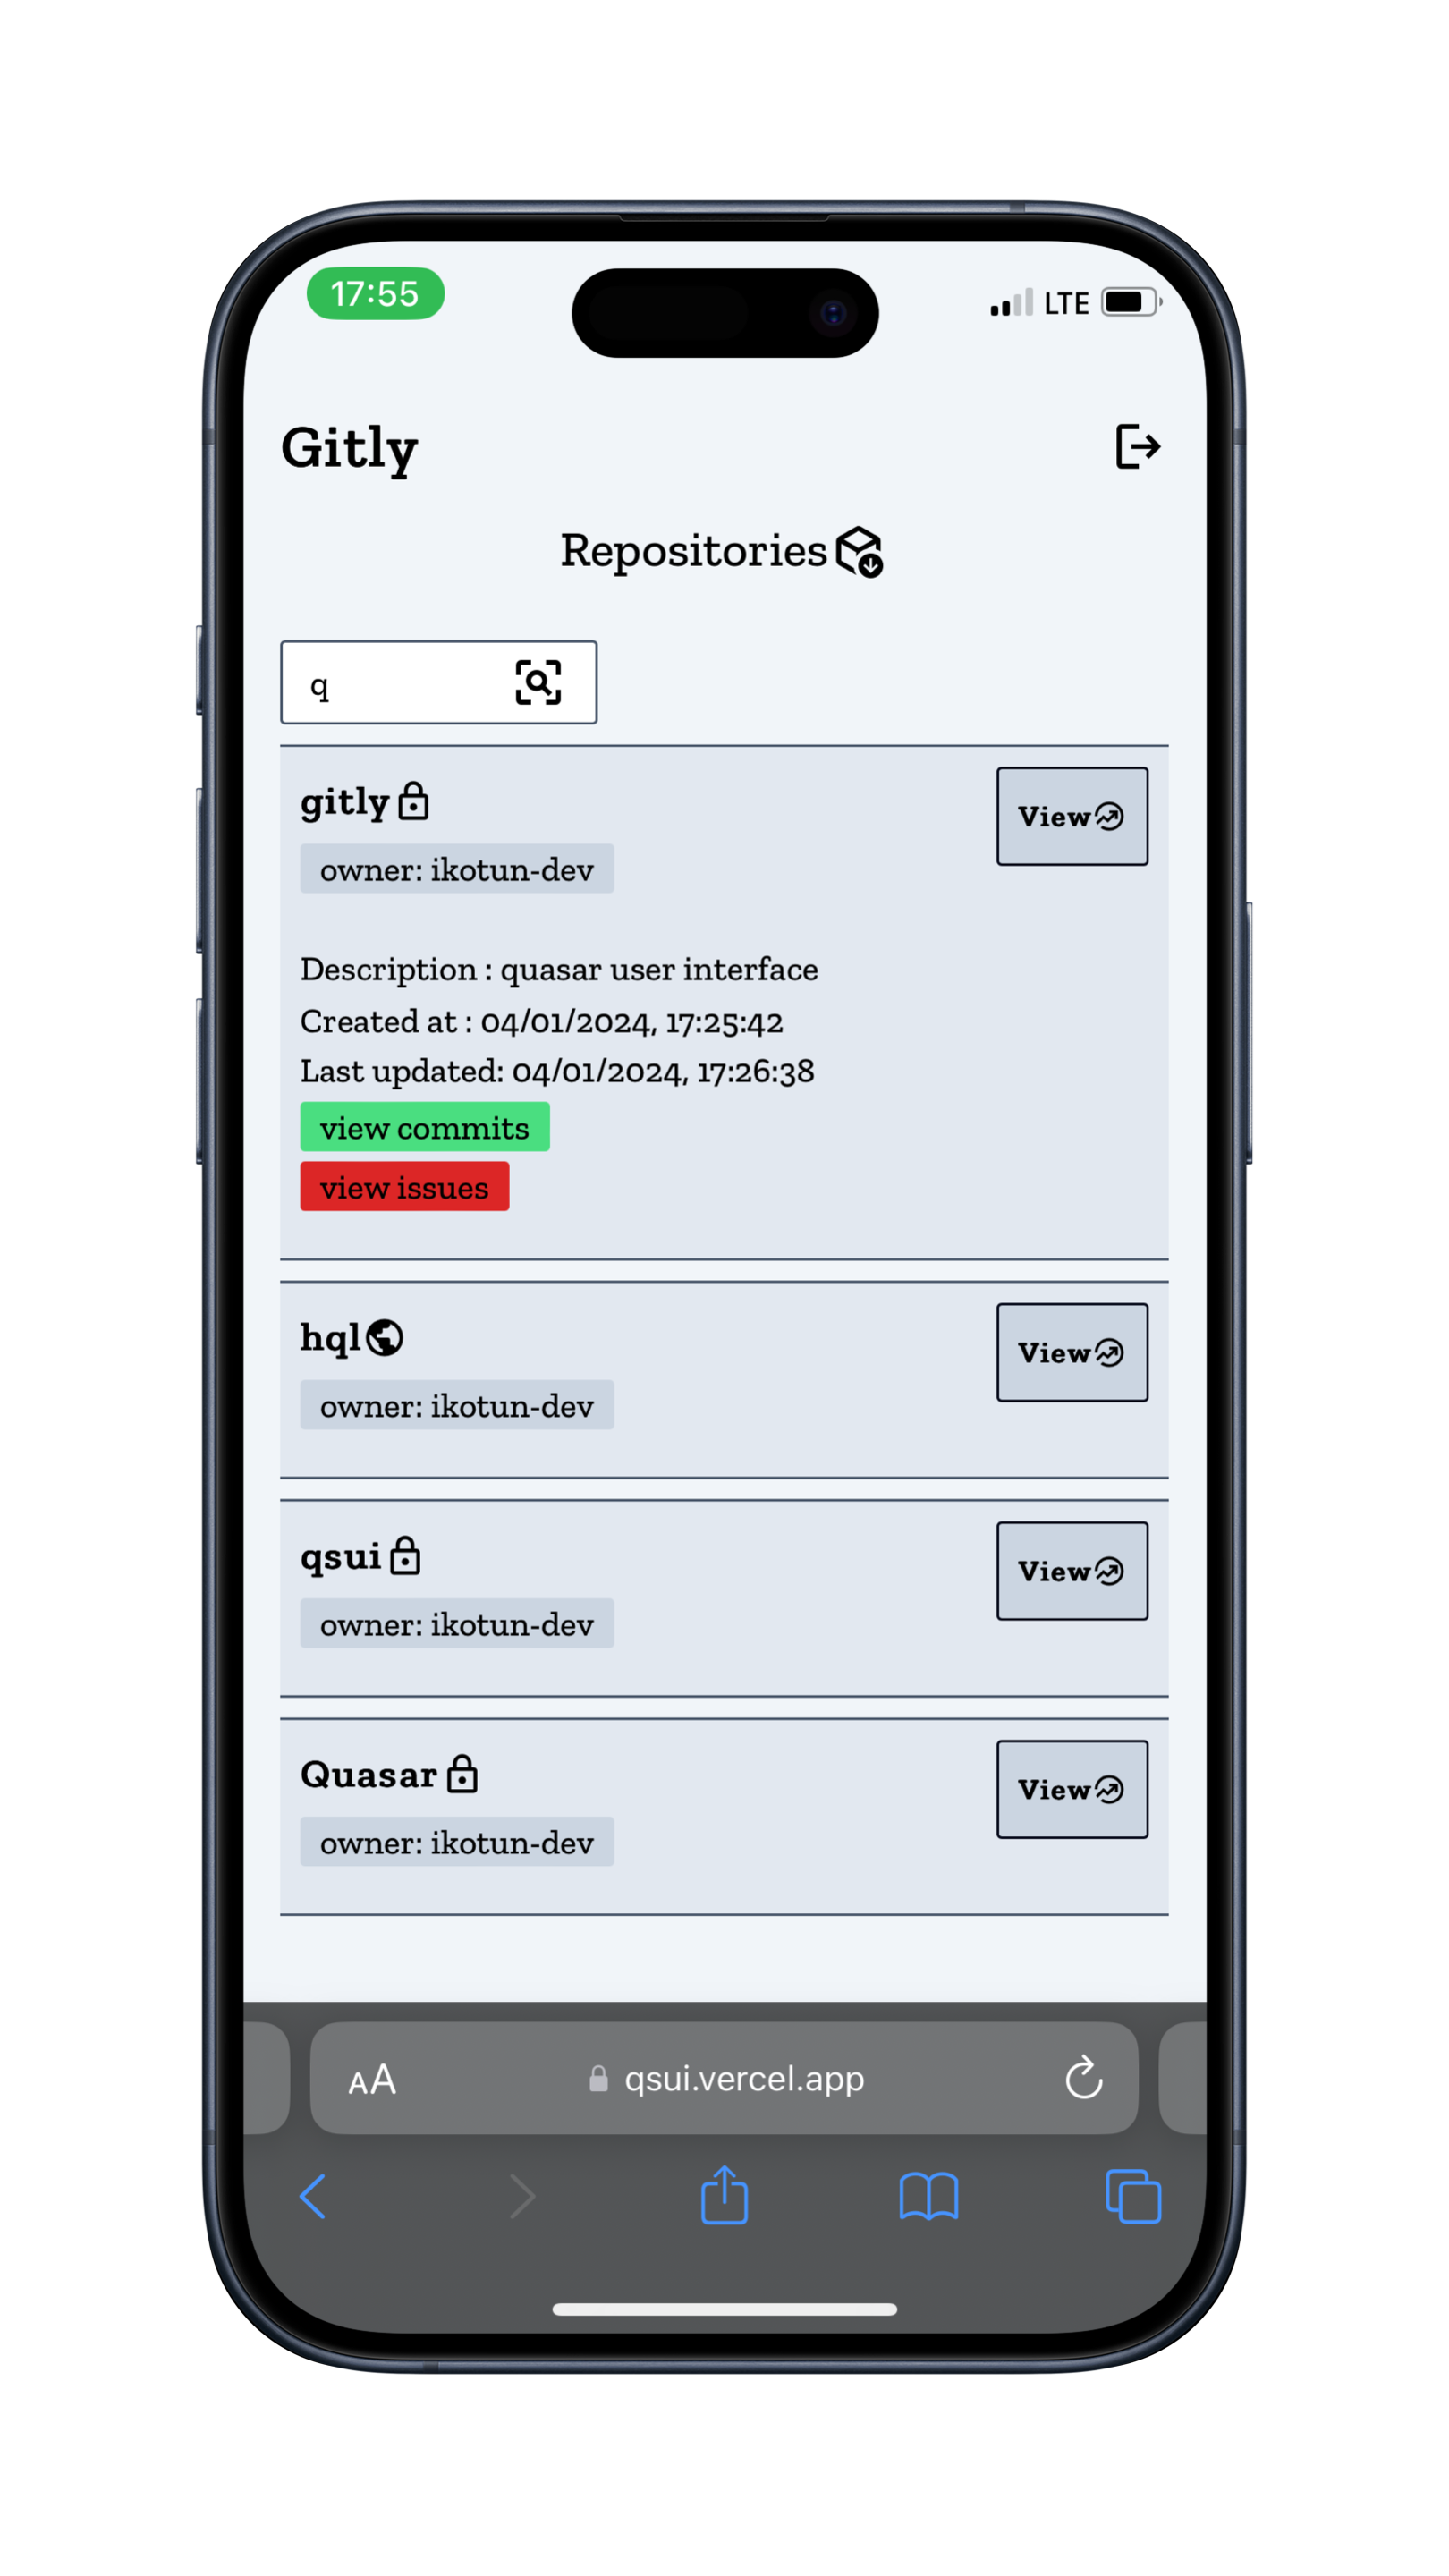 17:55
LTE
Gitly
Repositories
q
gitly
View
owner: ikotun-dev
Description : quasar user interface
Created at : 04/01/2024, 17:25:42
Last updated: 04/01/2024, 17:26:38
view commits
view issues
hql
View
owner: ikotun-dev
qsui
View
owner: ikotun-dev
Quasar
View
owner: ikotun-dev
AA
qsui.vercel.app